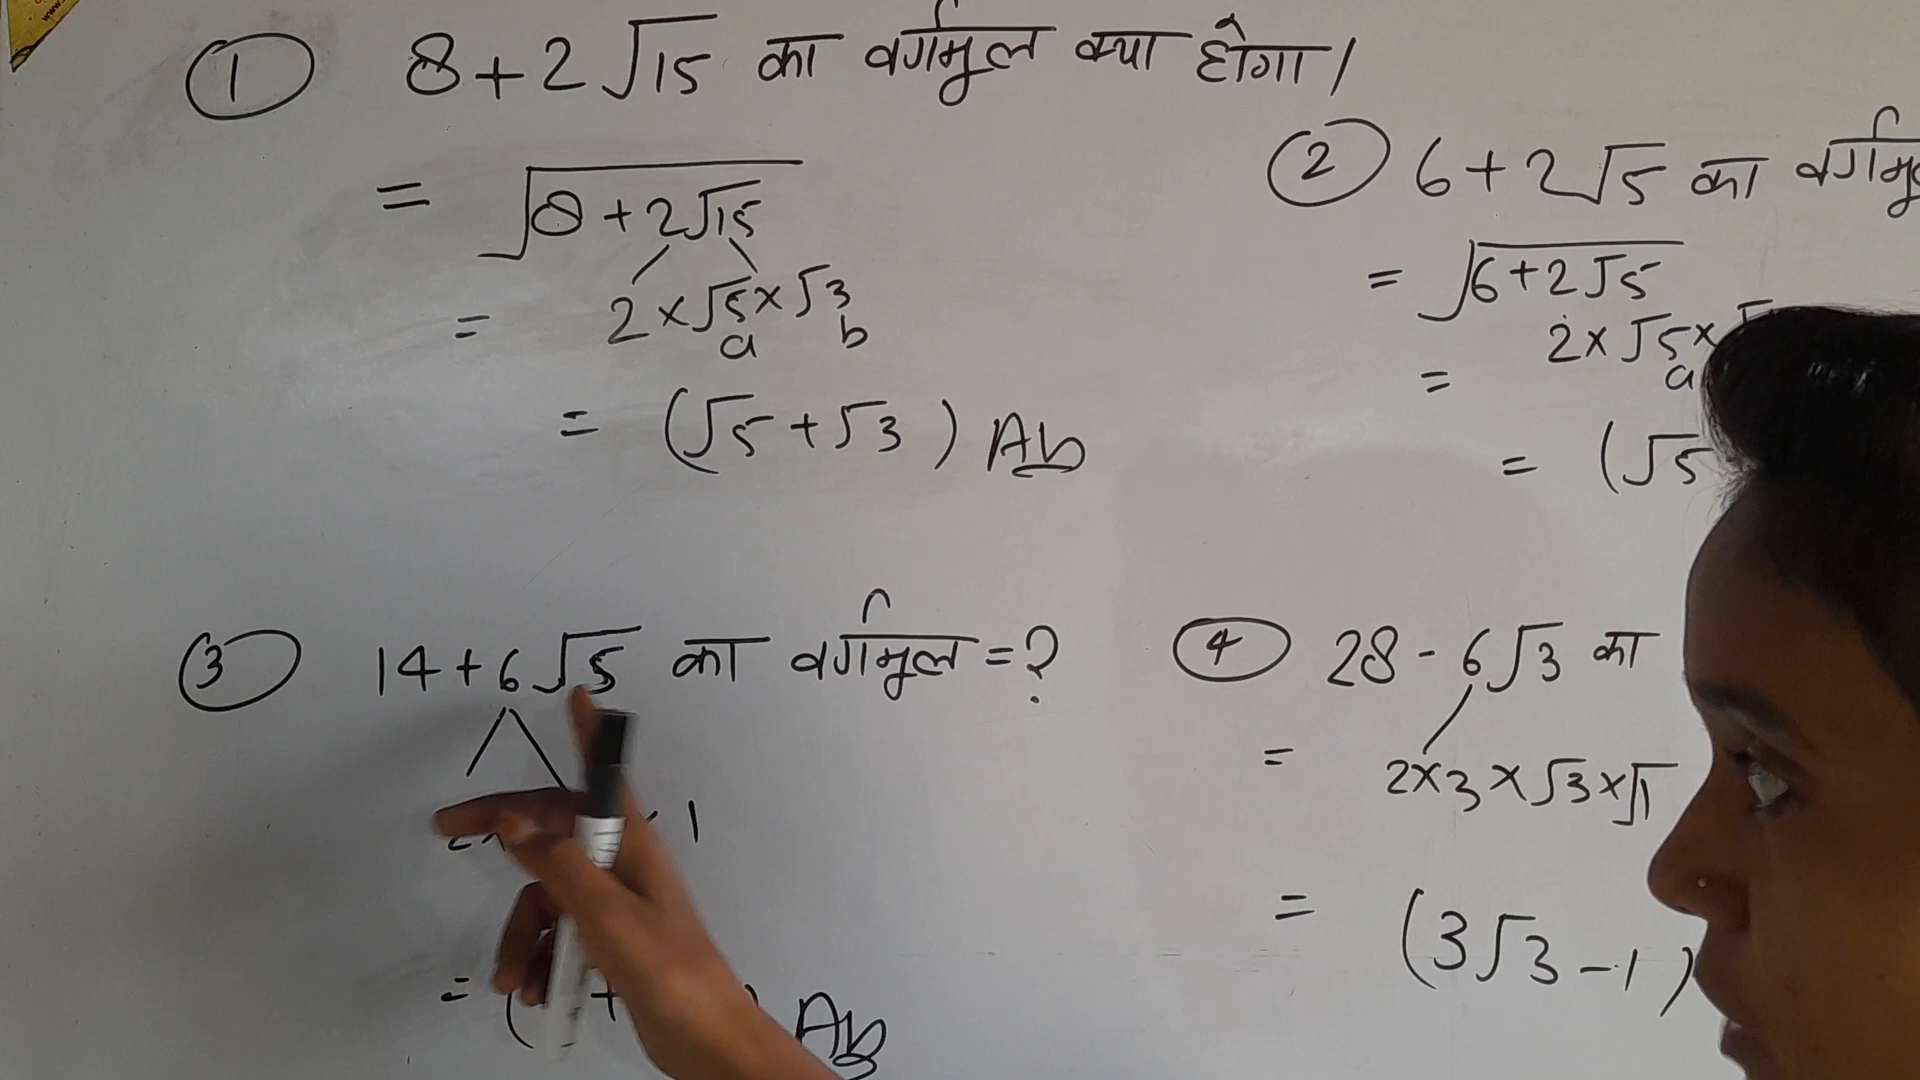 ① 8+2√15 का वर्गमुल क्या होगा।
= √(8+2√15)
= 2×√5×√3
a b
= (√5+√3) Ans
② 6+2√5 का
= √(6+2√5)
2×√5×
= a
= (√5
③ 14+6√5 का वर्गमुल=?
1
= ( + ) Ans
④ 28-6√3 का
= 2×3×√3×√1
= (3√3-1)